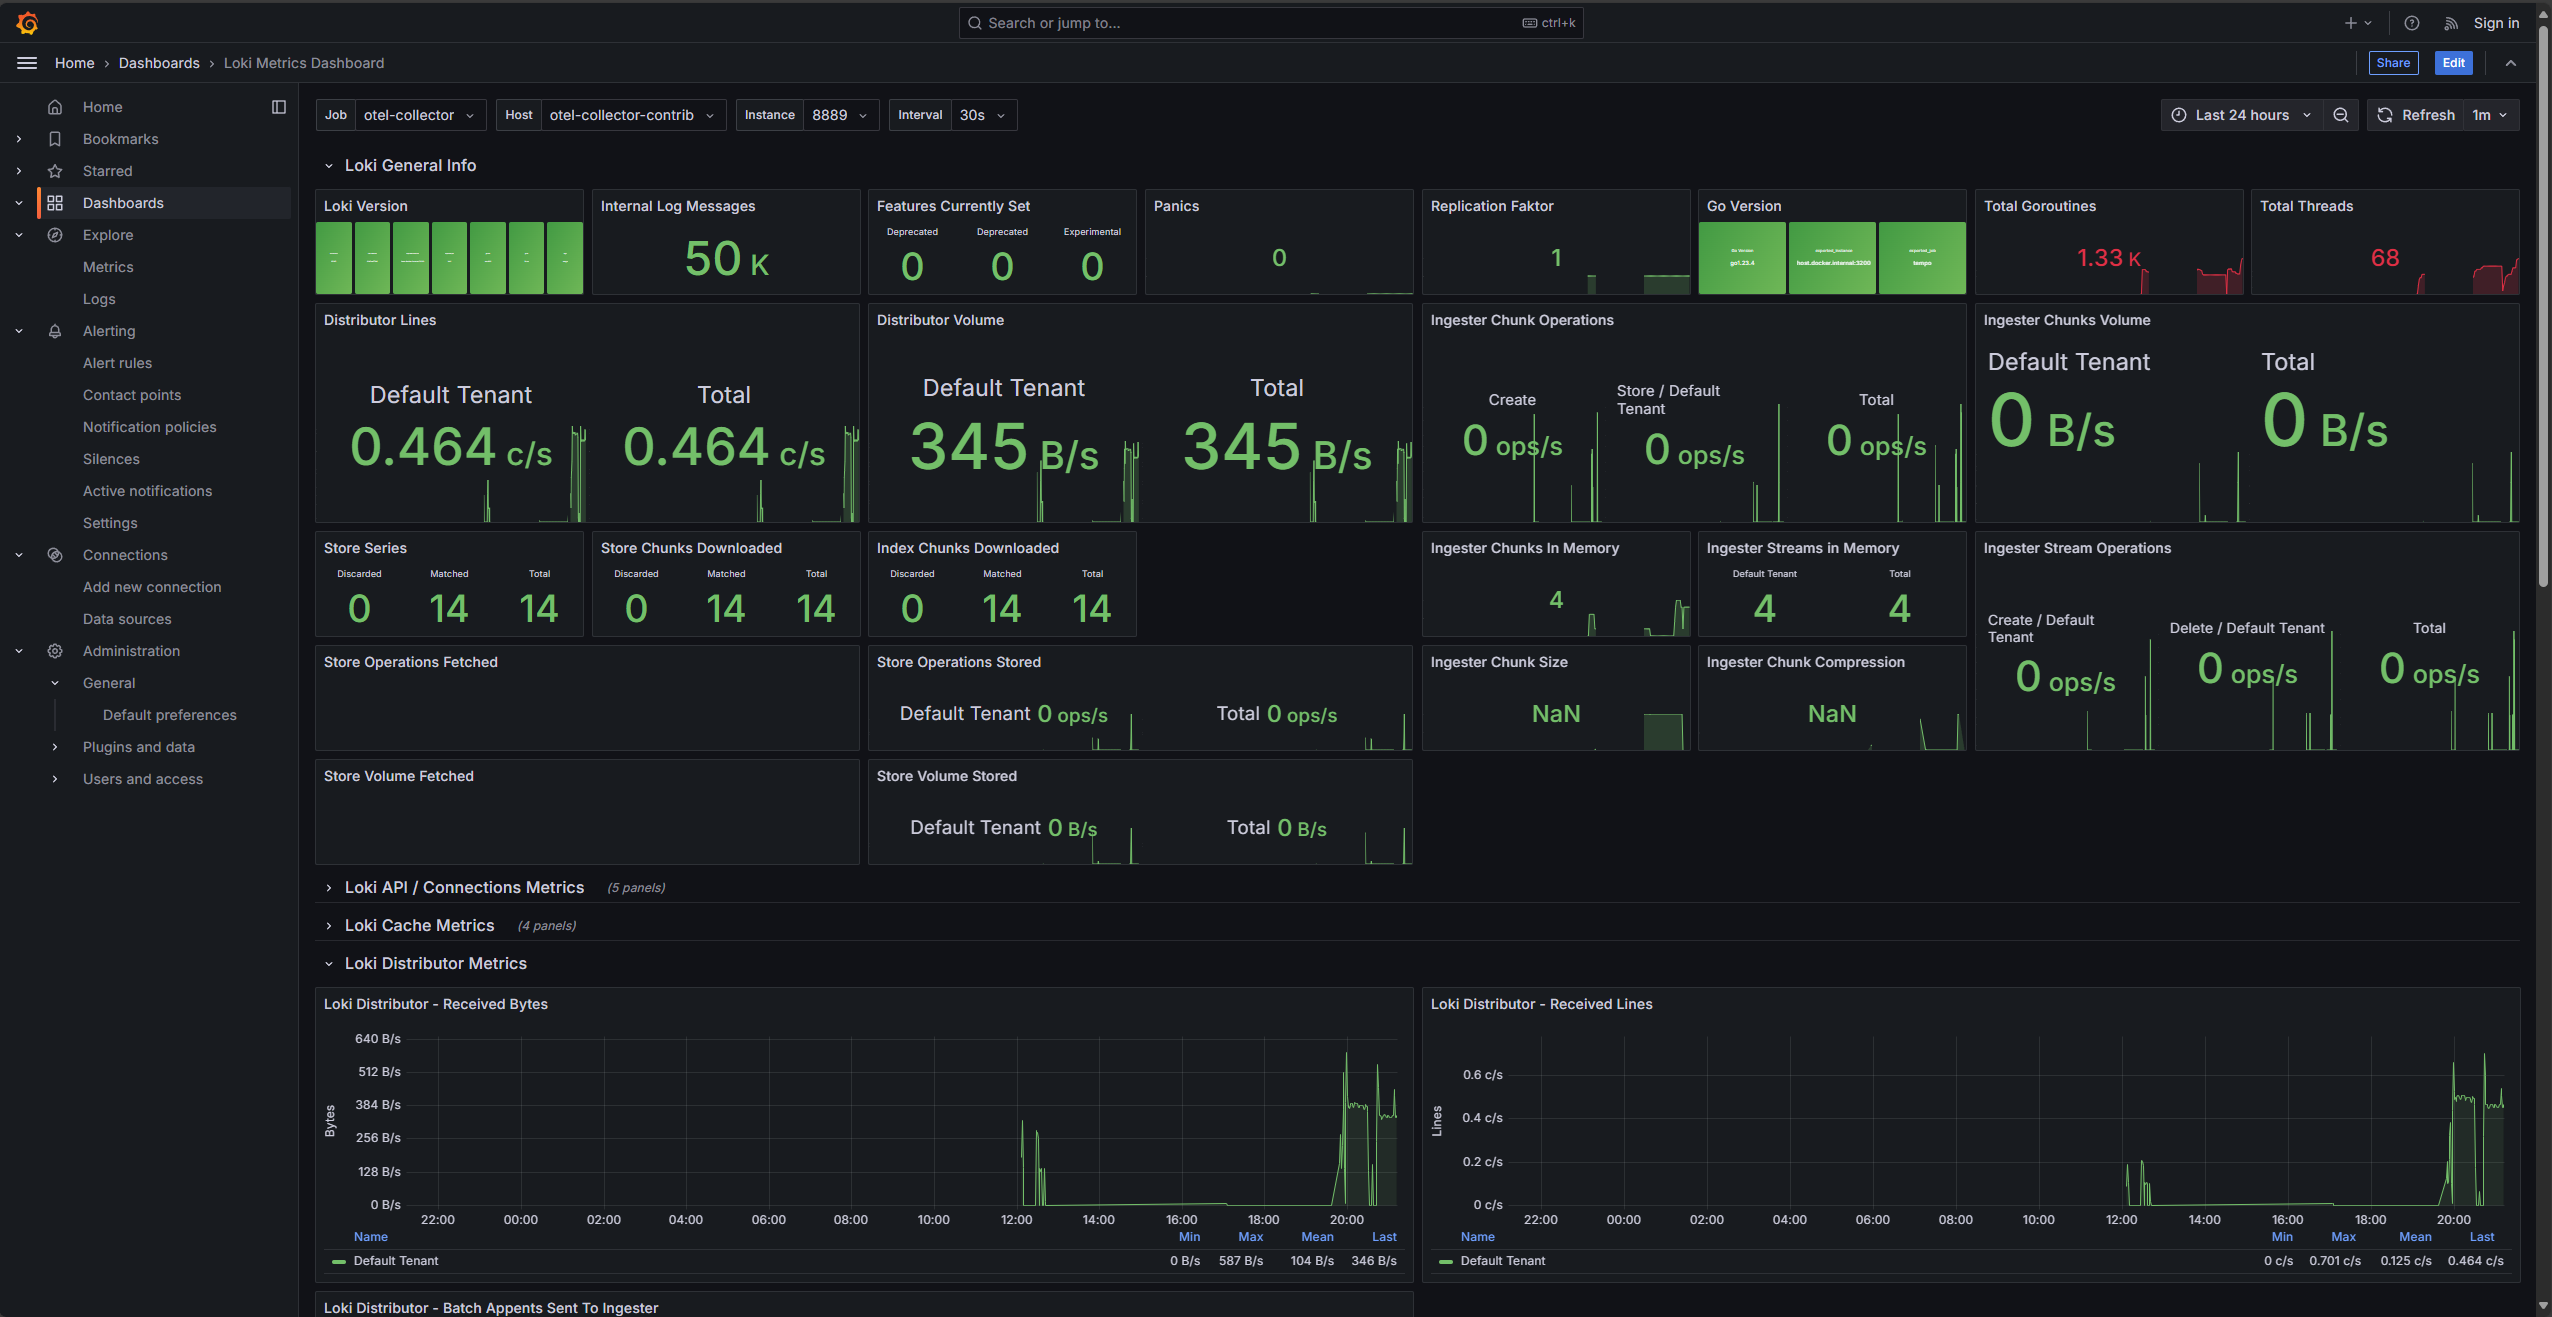 Search or jump to...
ctrl+k
Sign in
Home
Dashboards
Loki Metrics Dashboard
Share
Edit
Home
Bookmarks
Starred
Dashboards
Explore
Metrics
Logs
Alerting
Alert rules
Contact points
Notification policies
Silences
Active notifications
Settings
Connections
Add new connection
Data sources
Administration
General
Default preferences
Plugins and data
Users and access
Job otel-collector
Host otel-collector-contrib
Instance 8889
Interval 30s
Last 24 hours
Refresh 1m
Loki General Info
Loki Version
Internal Log Messages
50 K
Features Currently Set
Deprecated Deprecated Experimental
0 0 0
Panics
0
Replication Faktor
1
Go Version
Go Version
go1.23.4
exported_instance
host.docker.internal:3200
exported_job
tempo
Total Goroutines
1.33 K
Total Threads
68
Distributor Lines
Default Tenant
0.464 c/s
Total
0.464 c/s
Distributor Volume
Default Tenant
345 B/s
Total
345 B/s
Ingester Chunk Operations
Create
0 ops/s
Store / Default
Tenant
0 ops/s
Total
0 ops/s
Ingester Chunks Volume
Default Tenant
0 B/s
Total
0 B/s
Store Series
Discarded Matched Total
0 14 14
Store Chunks Downloaded
Discarded Matched Total
0 14 14
Index Chunks Downloaded
Discarded Matched Total
0 14 14
Ingester Chunks In Memory
4
Ingester Streams in Memory
Default Tenant Total
4 4
Ingester Stream Operations
Create / Default
Tenant
0 ops/s
Delete / Default Tenant
0 ops/s
Total
0 ops/s
Store Operations Fetched
Store Operations Stored
Default Tenant 0 ops/s
Total 0 ops/s
Ingester Chunk Size
NaN
Ingester Chunk Compression
NaN
Store Volume Fetched
Store Volume Stored
Default Tenant 0 B/s
Total 0 B/s
Loki API / Connections Metrics (5 panels)
Loki Cache Metrics (4 panels)
Loki Distributor Metrics
Loki Distributor - Received Bytes
Bytes
640 B/s
512 B/s
384 B/s
256 B/s
128 B/s
0 B/s
22:00 00:00 02:00 04:00 06:00 08:00 10:00 12:00 14:00 16:00 18:00 20:00
Name Min Max Mean Last
Default Tenant 0 B/s 587 B/s 104 B/s 346 B/s
Loki Distributor - Received Lines
Lines
0.6 c/s
0.4 c/s
0.2 c/s
0 c/s
22:00 00:00 02:00 04:00 06:00 08:00 10:00 12:00 14:00 16:00 18:00 20:00
Name Min Max Mean Last
Default Tenant 0 c/s 0.701 c/s 0.125 c/s 0.464 c/s
Loki Distributor - Batch Appents Sent To Ingester